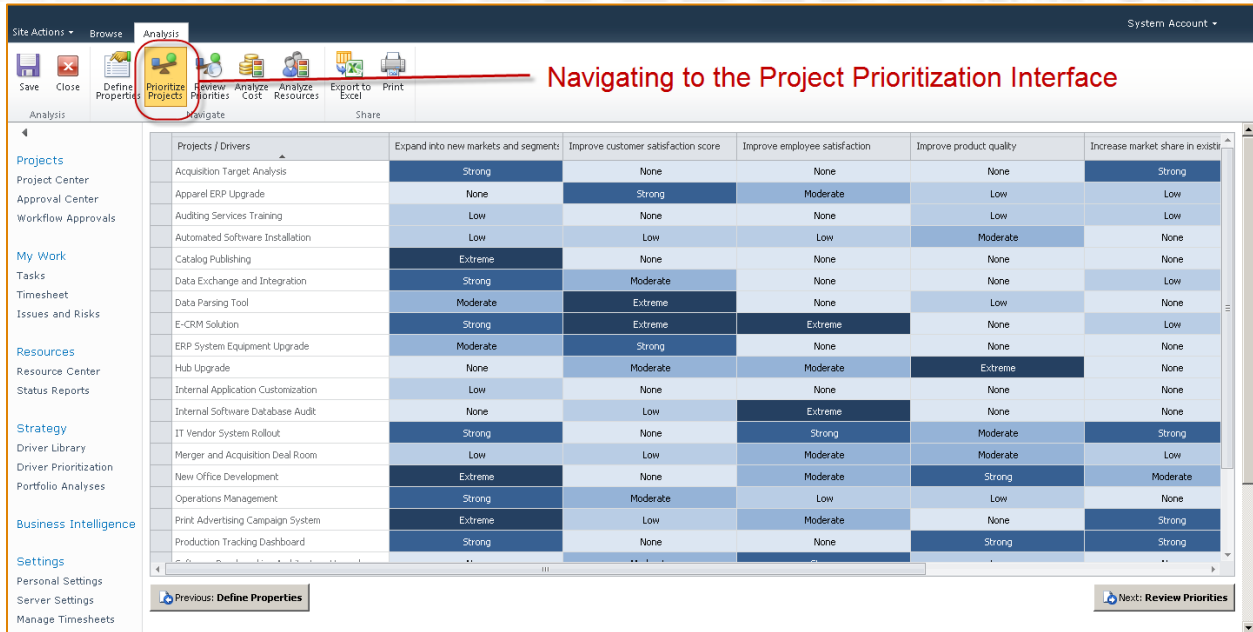 System Account
Site Actions Browse Analysis
Save Close Define Properties Prioritize Projects Review Priorities Analyze Cost Analyze Resources Export to Excel Print
Analysis Navigate Share
Navigating to the Project Prioritization Interface
Projects
Project Center
Approval Center
Workflow Approvals
My Work
Tasks
Timesheet
Issues and Risks
Resources
Resource Center
Status Reports
Strategy
Driver Library
Driver Prioritization
Portfolio Analyses
Business Intelligence
Settings
Personal Settings
Server Settings
Manage Timesheets
Projects / Drivers Expand into new markets and segments Improve customer satisfaction score Improve employee satisfaction Improve product quality Increase market share in
Acquisition Target Analysis Strong None None None Strong
Apparel ERP Upgrade None Strong Moderate Low Low
Auditing Services Training Low None None Low Low
Automated Software Installation Low Low Low Moderate None
Catalog Publishing Extreme None None None None
Data Exchange and Integration Strong Moderate None None Low
Data Parsing Tool Moderate Extreme None Low None
E-CRM Solution Strong Extreme Extreme None Low
ERP System Equipment Upgrade Moderate Strong None None None
Hub Upgrade None Moderate Moderate Extreme None
Internal Application Customization Low None None None None
Internal Software Database Audit None Low Extreme None None
IT Vendor System Rollout Strong None Strong Moderate Strong
Merger and Acquisition Deal Room Low Low Moderate Moderate Low
New Office Development Extreme None Moderate Strong Moderate
Operations Management Strong Moderate Low Low None
Print Advertising Campaign System Extreme Low Moderate None Strong
Production Tracking Dashboard Strong None None Strong Strong
Previous: Define Properties Next: Review Priorities